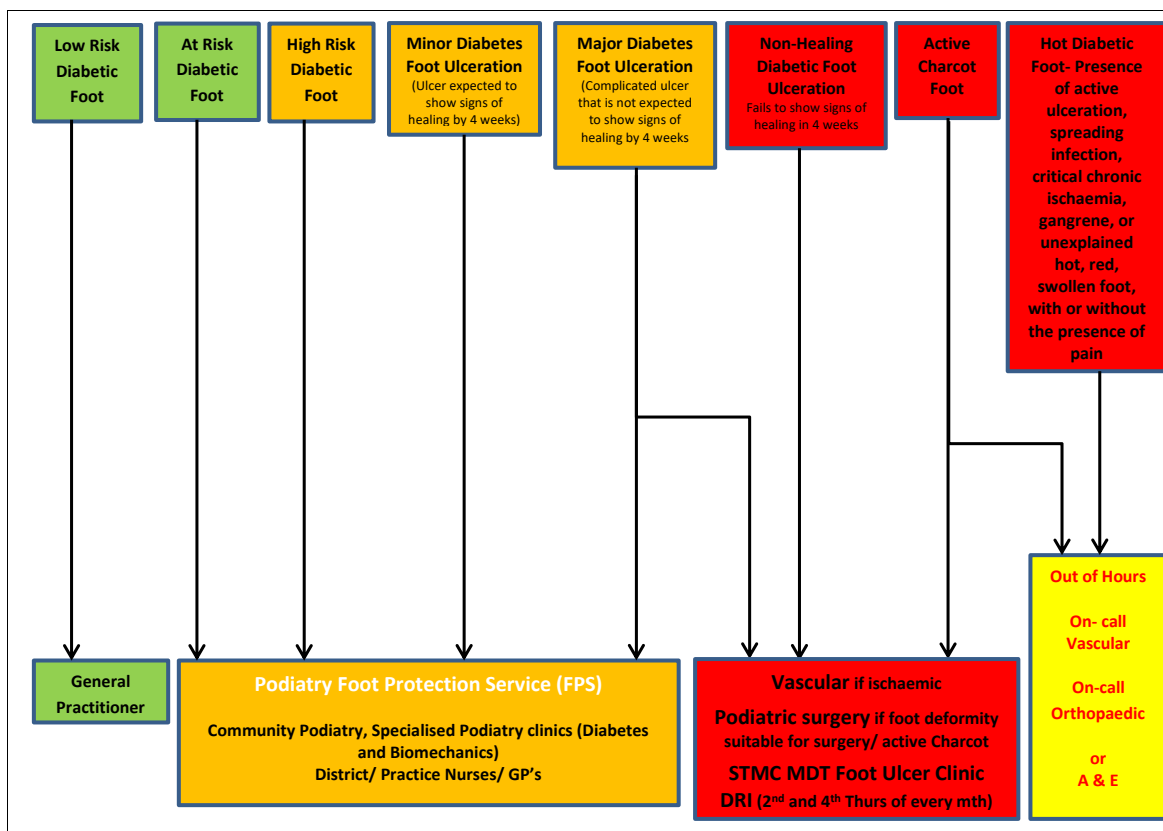 Low Risk
Diabetic
Foot
At Risk
Diabetic
Foot
High Risk
Diabetic
Foot
Minor Diabetes
Foot Ulceration
(Ulcer expected to
show signs of
healing by 4 weeks)
Major Diabetes
Foot Ulceration
(Complicated ulcer
that is not expected
to show signs of
healing by 4 weeks
Non-Healing
Diabetic Foot
Ulceration
Fails to show signs of
healing in 4 weeks
Active
Charcot
Foot
Hot Diabetic
Foot- Presence
of active
ulceration,
spreading
infection,
critical chronic
ischaemia,
gangrene, or
unexplained
hot, red,
swollen foot,
with or without
the presence of
pain
General
Practitioner
Podiatry Foot Protection Service (FPS)
Community Podiatry, Specialised Podiatry clinics (Diabetes
and Biomechanics)
District/ Practice Nurses/ GP's
Vascular if ischaemic
Podiatric surgery if foot deformity
suitable for surgery/ active Charcot
STMC MDT Foot Ulcer Clinic
DRI (2nd and 4th Thurs of every mth)
Out of Hours
On- call
Vascular
On-call
Orthopaedic
or
A & E